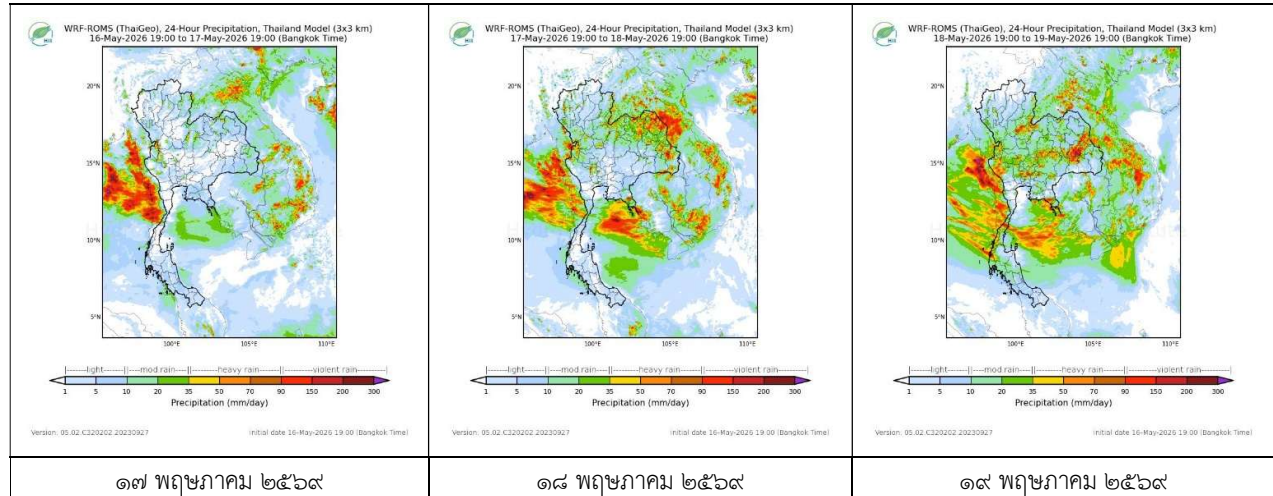 WRF-ROMS (ThaiGeo), 24-Hour Precipitation, Thailand Model (3x3 km)
16-May-2026 19:00 to 17-May-2026 19:00 (Bangkok Time)
20°N
15°N
10°N
5°N
100°E
105°E
110°E
|-------light-------||----mod.rain----||-------heavy rain-------||------violent rain------|
1 5 10 20 35 50 70 90 150 200 300
Precipitation (mm/day)
Version: 05.02.C320202.20230927
Initial date 16-May-2026 19:00 (Bangkok Time)
๑๗ พฤษภาคม ๒๕๖๙
WRF-ROMS (ThaiGeo), 24-Hour Precipitation, Thailand Model (3x3 km)
17-May-2026 19:00 to 18-May-2026 19:00 (Bangkok Time)
20°N
15°N
10°N
5°N
100°E
105°E
110°E
|-------light-------||----mod.rain----||-------heavy rain-------||------violent rain------|
1 5 10 20 35 50 70 90 150 200 300
Precipitation (mm/day)
Version: 05.02.C320202.20230927
Initial date 16-May-2026 19:00 (Bangkok Time)
๑๘ พฤษภาคม ๒๕๖๙
WRF-ROMS (ThaiGeo), 24-Hour Precipitation, Thailand Model (3x3 km)
18-May-2026 19:00 to 19-May-2026 19:00 (Bangkok Time)
20°N
15°N
10°N
5°N
100°E
105°E
110°E
|-------light-------||----mod.rain----||-------heavy rain-------||------violent rain------|
1 5 10 20 35 50 70 90 150 200 300
Precipitation (mm/day)
Version: 05.02.C320202.20230927
Initial date 16-May-2026 19:00 (Bangkok Time)
๑๙ พฤษภาคม ๒๕๖๙